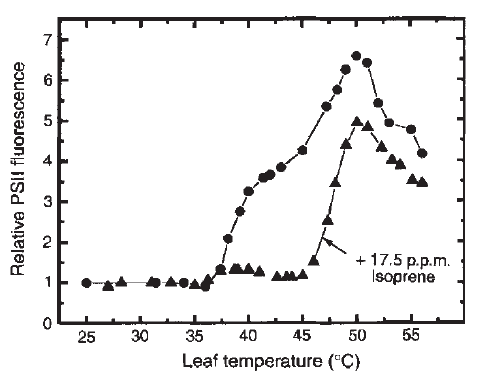 Relative PSII fluorescence
7
6
5
4
3
2
1
0
+ 17.5 p.p.m.
Isoprene
25 30 35 40 45 50 55
Leaf temperature (°C)